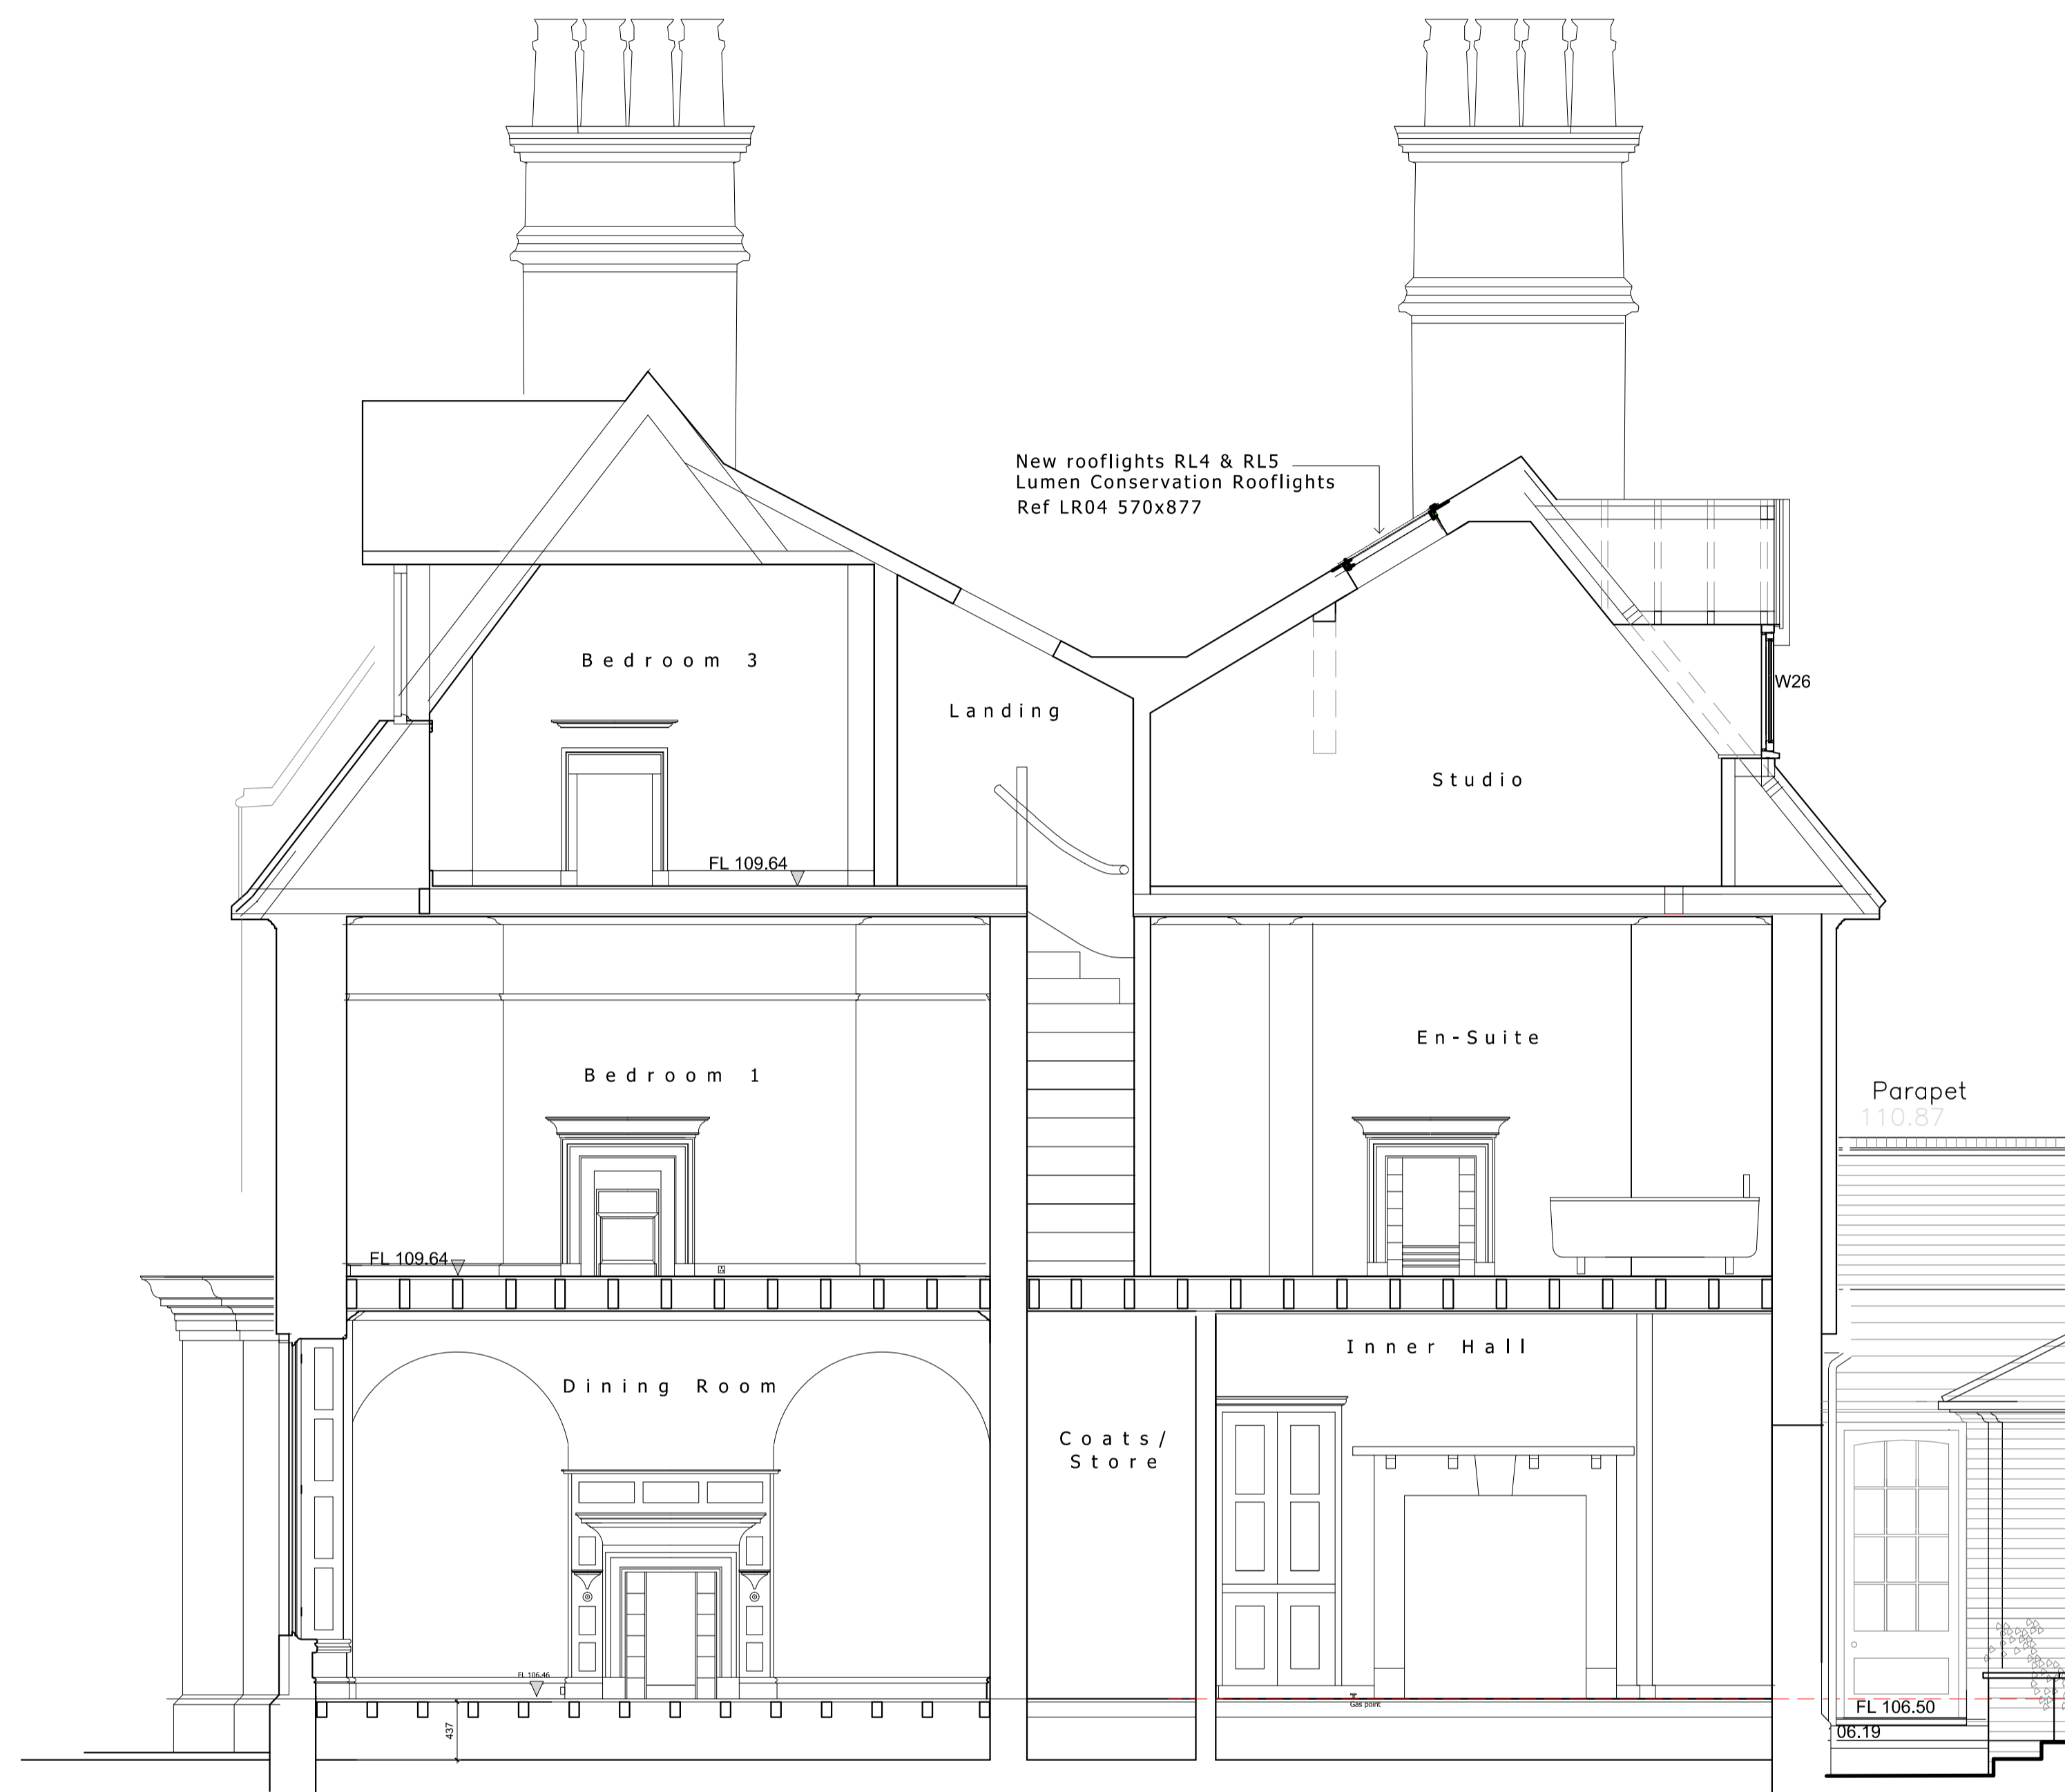 New rooflights RL4 & RL5
Lumen Conservation Rooflights
Ref LR04 570x877
Bedroom 3
Landing
W26
Studio
FL 109.64
En-Suite
Bedroom 1
Parapet
110.87
FL 109.64
Inner Hall
Dining Room
Coats/
Store
FL 106.46
Gas point
FL 106.50
437
06.19